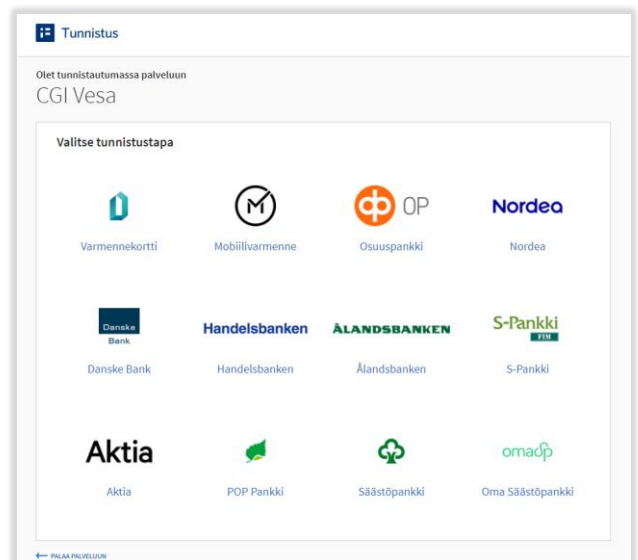 Tunnistus
Olet tunnistautumassa palveluun
CGI Vesa
Valitse tunnistustapa
OP
Nordea
Varmennekortti
Mobiilivarmenne
Osuuspankki
Nordea
Danske
Bank
Handelsbanken
ÅLANDSBANKEN
S-Pankki
FIM
Danske Bank
Handelsbanken
Ålandsbanken
S-Pankki
Aktia
omasp
Aktia
POP Pankki
Säästöpankki
Oma Säästöpankki
← PALAA PALVELUUN